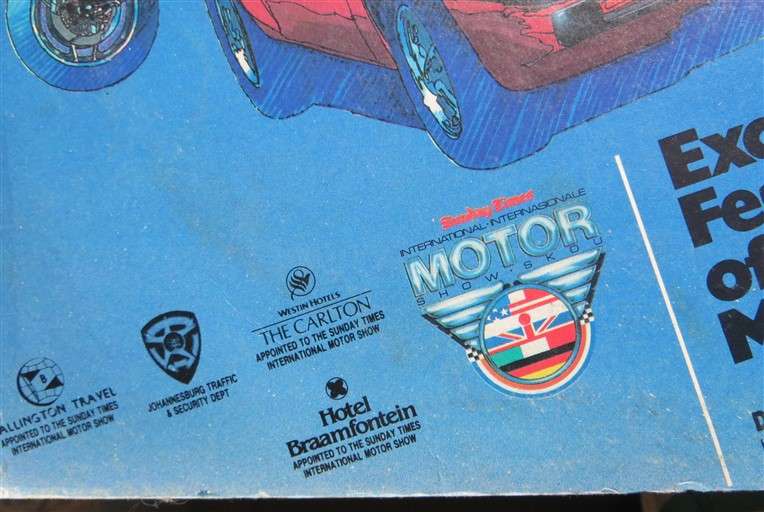 Sunday Times
INTERNATIONAL·INTERNASIONALE
MOTOR
SHOW·SKOU
WESTIN HOTELS
THE CARLTON
APPOINTED TO THE SUNDAY TIMES
INTERNATIONAL MOTOR SHOW
JOHANNESBURG TRAFFIC
& SECURITY DEPT
B
ALLINGTON TRAVEL
APPOINTED TO THE SUNDAY TIMES
INTERNATIONAL MOTOR SHOW
Hotel
Braamfontein
APPOINTED TO THE SUNDAY TIMES
INTERNATIONAL MOTOR SHOW
Exc
Fe
of
M